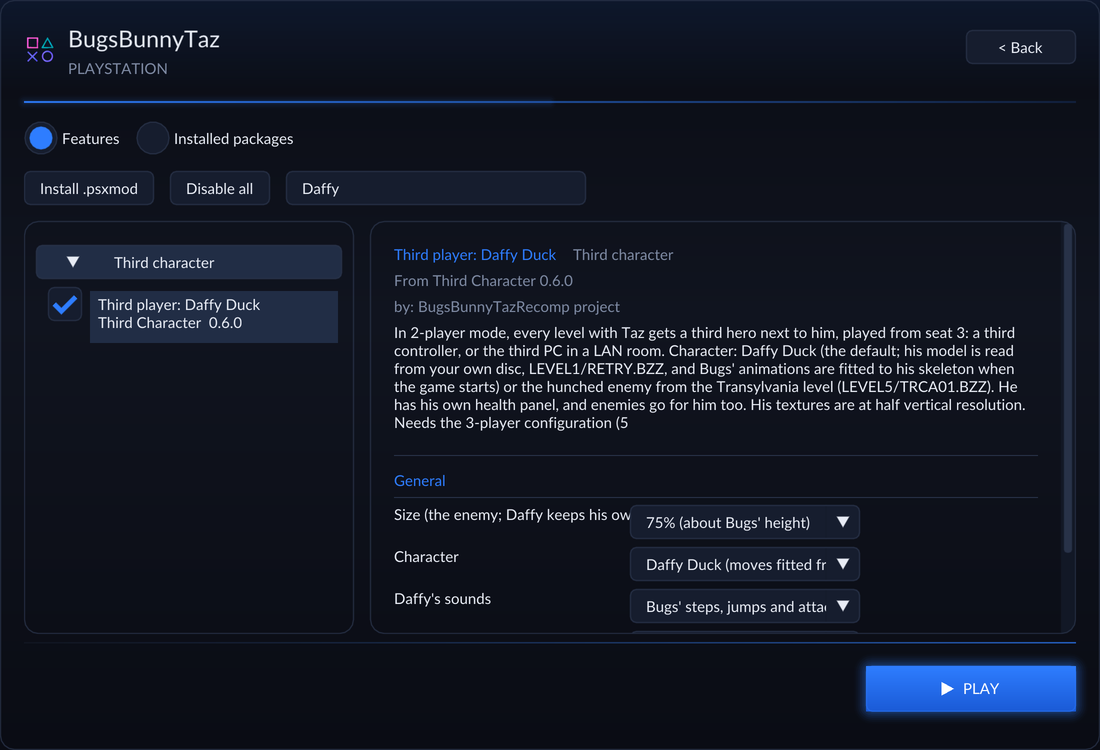 BugsBunnyTaz
PLAYSTATION
< Back
Features
Installed packages
Install .psxmod
Disable all
Daffy
Third character
Third player: Daffy Duck
Third Character 0.6.0
Third player: Daffy Duck Third character
From Third Character 0.6.0
by: BugsBunnyTazRecomp project
In 2-player mode, every level with Taz gets a third hero next to him, played from seat 3: a third
controller, or the third PC in a LAN room. Character: Daffy Duck (the default; his model is read
from your own disc, LEVEL1/RETRY.BZZ, and Bugs' animations are fitted to his skeleton when
the game starts) or the hunched enemy from the Transylvania level (LEVEL5/TRCA01.BZZ). He
has his own health panel, and enemies go for him too. His textures are at half vertical resolution.
Needs the 3-player configuration (5
General
Size (the enemy; Daffy keeps his ow
75% (about Bugs' height)
Character
Daffy Duck (moves fitted fr
Daffy's sounds
Bugs' steps, jumps and atta
PLAY